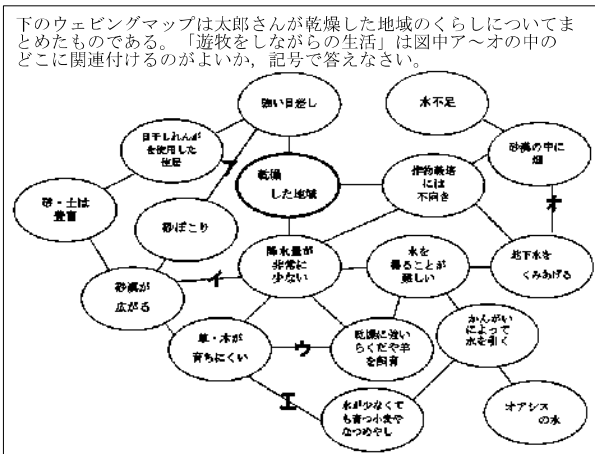 下のウェビングマップは太郎さんが乾燥した地域のくらしについてま
とめたものである。「遊牧をしながらの生活」は図中ア～オの中の
どこに関連付けるのがよいか，記号で答えなさい。
強い日差し
水不足
日干しれんが
を使用した
住居
ア
乾燥
した地域
作物栽培
には
不向き
砂漠の中に
畑
砂・土は
豊富
砂ぼこり
オ
降水量が
非常に
少ない
水を
得ることが
難しい
地下水を
くみあげる
砂漠が
広がる
イ
草・木が
育ちにくい
ウ
乾燥に強い
らくだや羊
を飼育
かんがい
によって
水を引く
エ
水が少なくて
も育つ小麦や
なつめやし
オアシス
の水